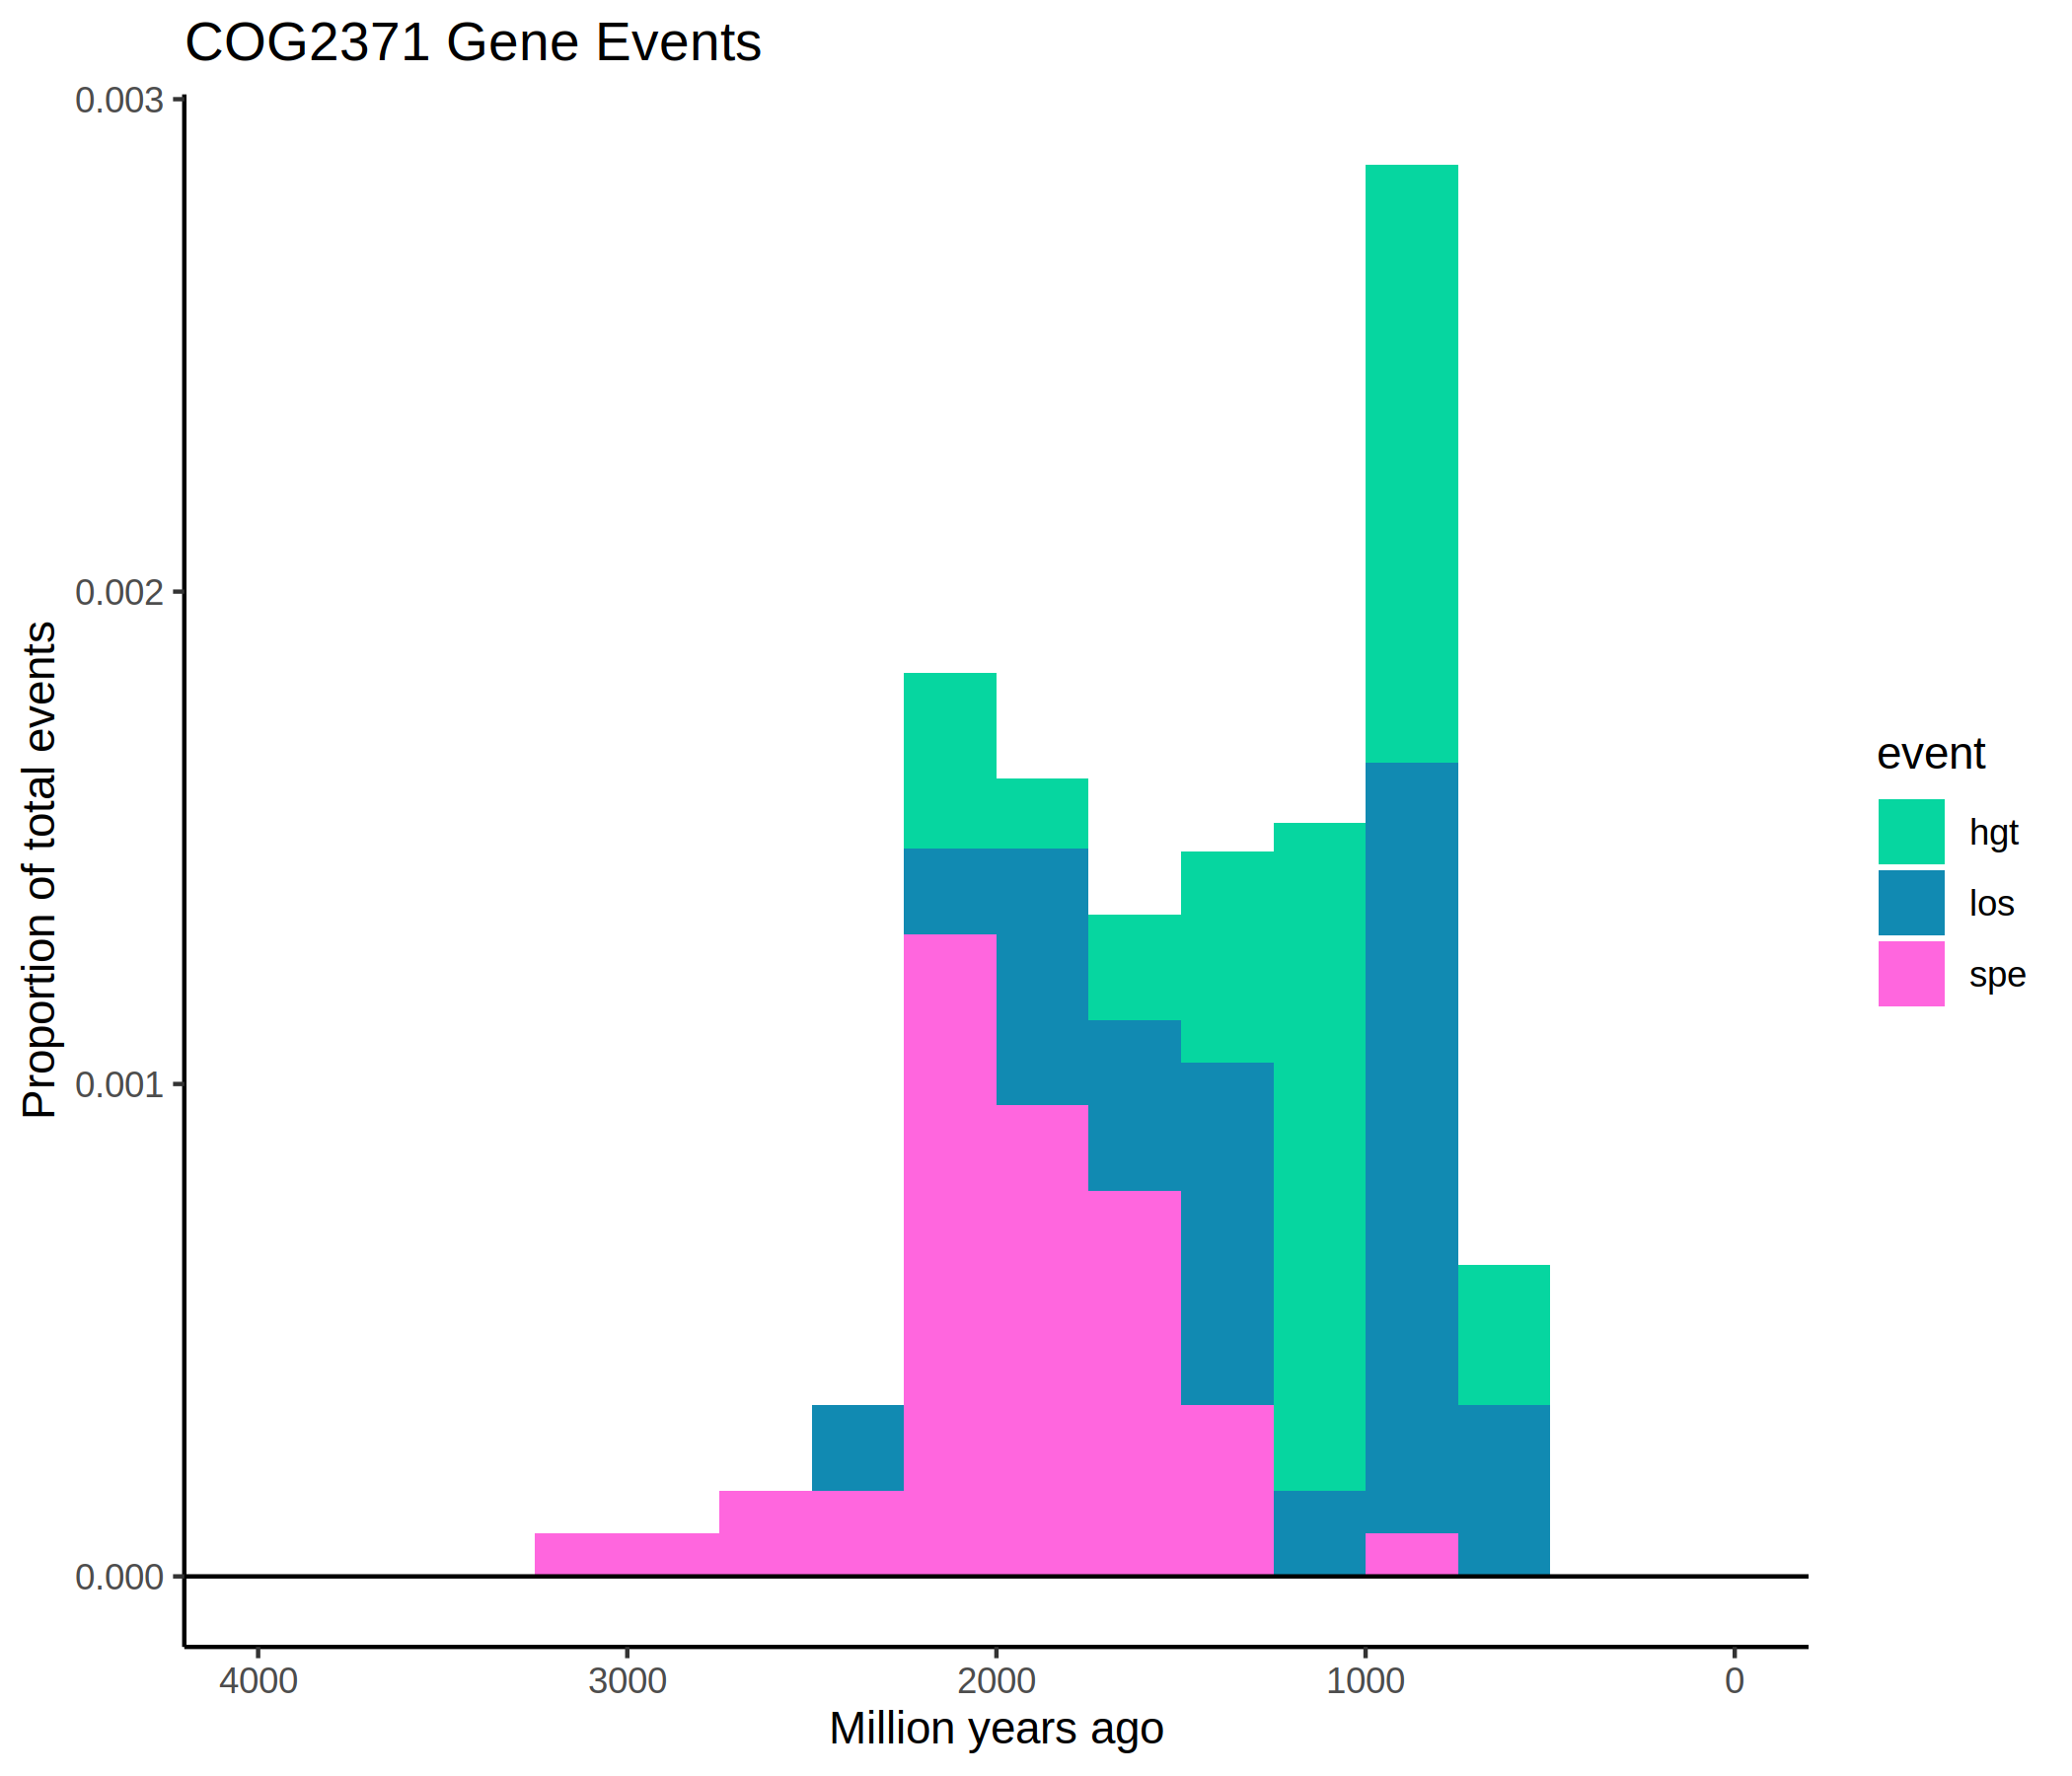 COG2371 Gene Events
0.003
0.002
0.001
0.000
Proportion of total events
4000 3000 2000 1000 0
Million years ago
event
hgt
los
spe